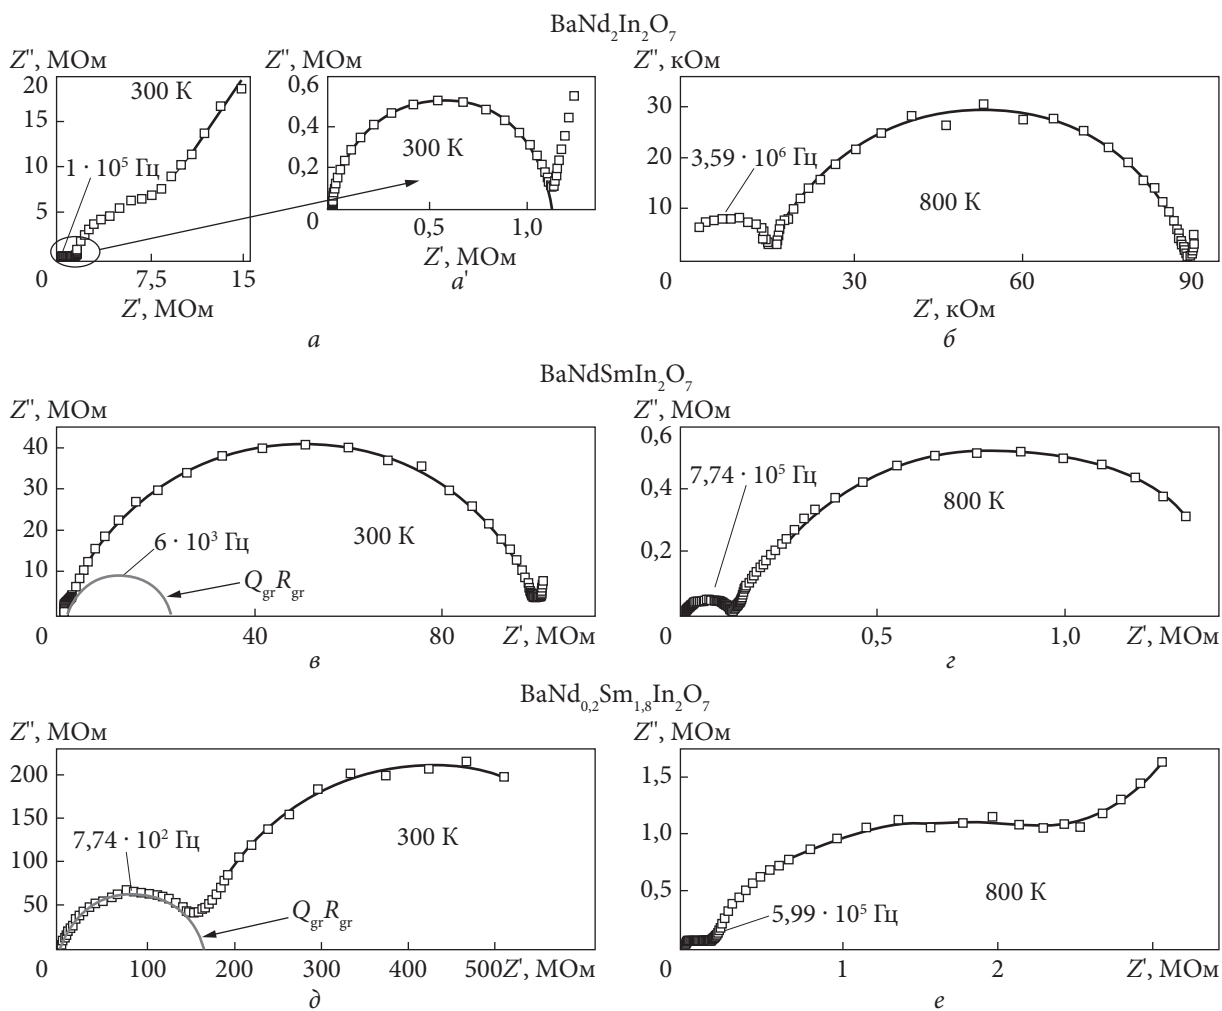 BaNd₂In₂O₇
Z'', МОм
20
15
10
5
0
7,5
15
Z', МОм
300 К
1 · 10⁵ Гц
а
Z'', МОм
0,6
0,4
0,2
0
0,5
1,0
Z', МОм
300 К
а'
Z'', кОм
30
20
10
0
30
60
90
Z', кОм
3,59 · 10⁶ Гц
800 К
б
BaNdSmIn₂O₇
Z'', МОм
40
30
20
10
0
40
80
Z', МОм
6 · 10³ Гц
300 К
QgrRgr
в
Z'', МОм
0,6
0,4
0,2
0
0,5
1,0
Z', МОм
7,74 · 10⁵ Гц
800 К
г
BaNd₀,₂Sm₁,₈In₂O₇
Z'', МОм
200
150
100
50
0
100
200
300
400
500
Z', МОм
7,74 · 10² Гц
300 К
QgrRgr
д
Z'', МОм
1,5
1,0
0,5
0
1
2
Z', МОм
800 К
5,99 · 10⁵ Гц
е